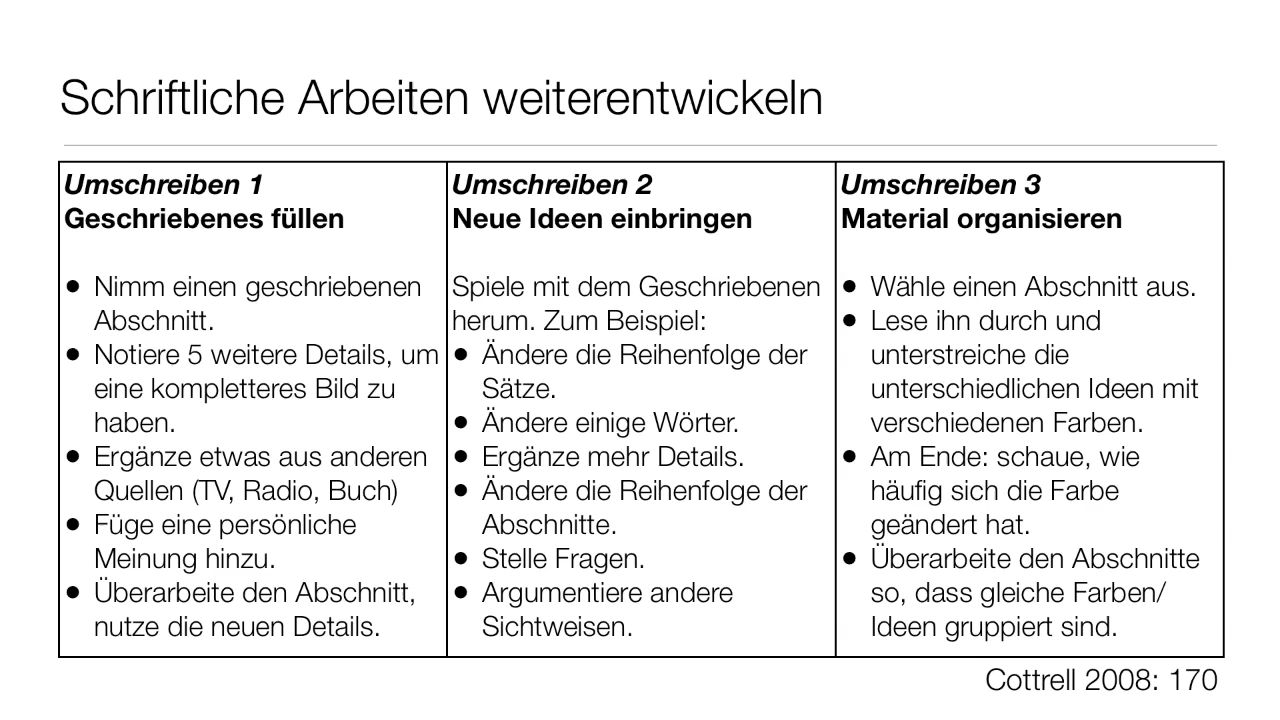 Schriftliche Arbeiten weiterentwickeln
Umschreiben 1
Geschriebenes füllen
• Nimm einen geschriebenen
Abschnitt.
• Notiere 5 weitere Details, um
eine kompletteres Bild zu
haben.
• Ergänze etwas aus anderen
Quellen (TV, Radio, Buch)
• Füge eine persönliche
Meinung hinzu.
• Überarbeite den Abschnitt,
nutze die neuen Details.
Umschreiben 2
Neue Ideen einbringen
Spiele mit dem Geschriebenen
herum. Zum Beispiel:
• Ändere die Reihenfolge der
Sätze.
• Ändere einige Wörter.
• Ergänze mehr Details.
• Ändere die Reihenfolge der
Abschnitte.
• Stelle Fragen.
• Argumentiere andere
Sichtweisen.
Umschreiben 3
Material organisieren
• Wähle einen Abschnitt aus.
• Lese ihn durch und
unterstreiche die
unterschiedlichen Ideen mit
verschiedenen Farben.
• Am Ende: schaue, wie
häufig sich die Farbe
geändert hat.
• Überarbeite den Abschnitte
so, dass gleiche Farben/
Ideen gruppiert sind.
Cottrell 2008: 170